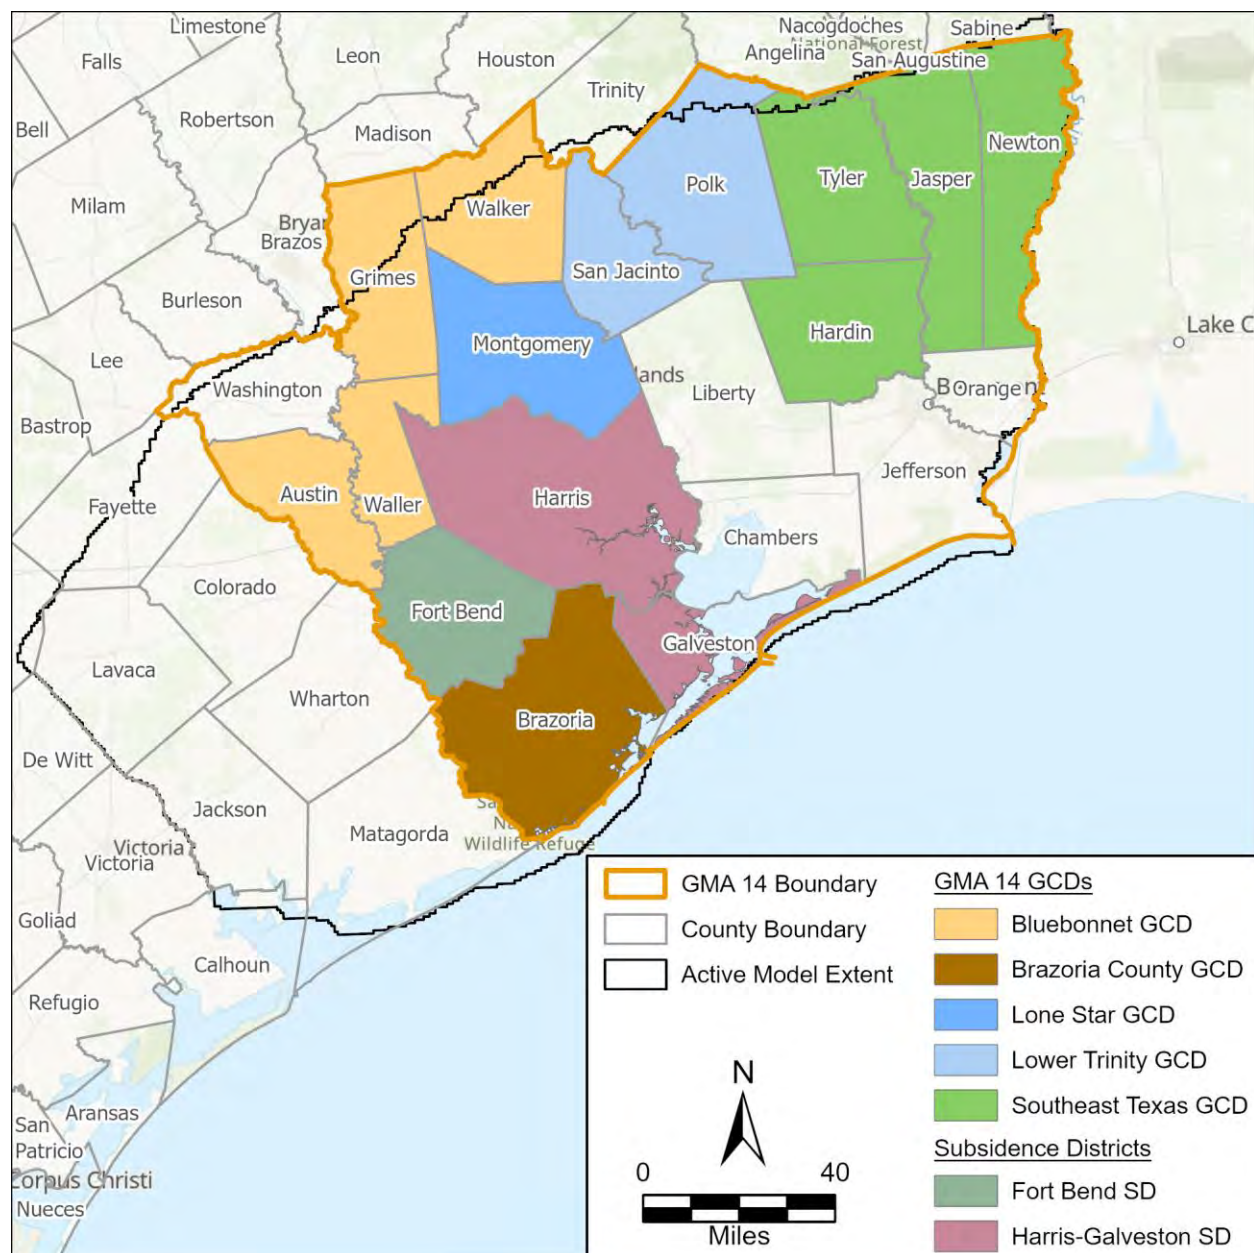 Limestone
Nacogdoches
Sabine
Falls
Leon
Houston
Angelina
National Forest
San Augustine
Trinity
Robertson
Madison
Bell
Newton
Milam
Walker
Polk
Tyler
Jasper
Brazos
San Jacinto
Grimes
Burleson
Hardin
Lake C
Montgomery
Lee
Washington
Liberty
lands
Orange
Bastrop
Jefferson
Fayette
Austin
Waller
Harris
Chambers
Colorado
Fort Bend
Galveston
Lavaca
Wharton
Brazoria
De Witt
Jackson
Matagorda
Wildlife Refuge
Victoria
Victoria
Goliad
Calhoun
Refugio
Aransas
San
Patricio
Corpus Christi
Nueces
GMA 14 Boundary
County Boundary
Active Model Extent
N
0 40
Miles
GMA 14 GCDs
Bluebonnet GCD
Brazoria County GCD
Lone Star GCD
Lower Trinity GCD
Southeast Texas GCD
Subsidence Districts
Fort Bend SD
Harris-Galveston SD